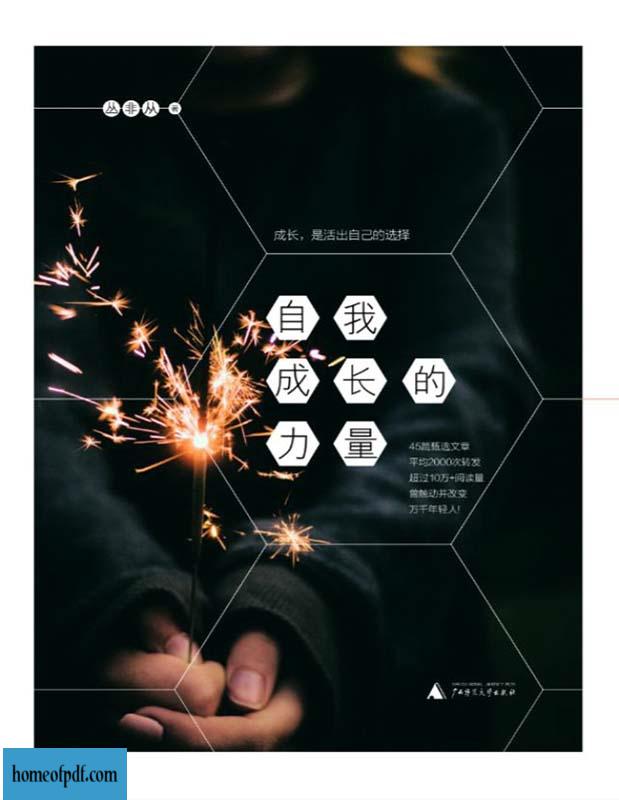 丛非从 著
成长，是活出自己的选择
自我
成长的
力量
45篇甄选文章
平均2000次转发
超过10万+阅读量
曾触动并改变
万千年轻人!
广西师范大学出版社
homeofpdf.com